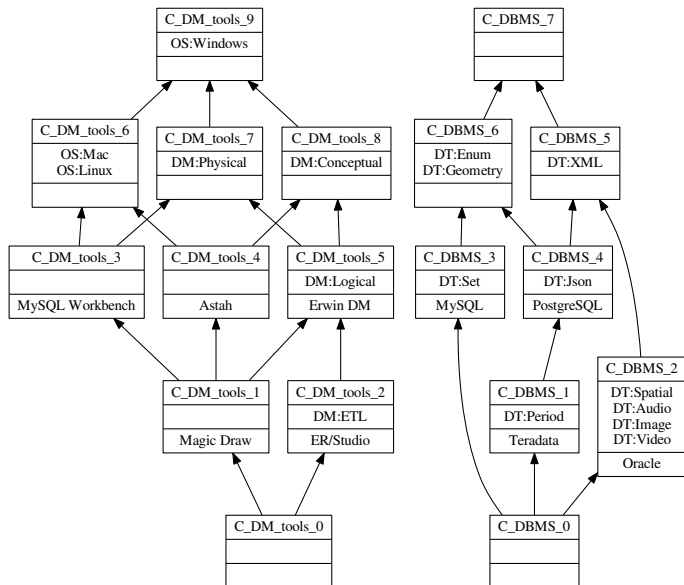 C_DM_tools_9
OS:Windows
C_DBMS_7
C_DM_tools_6
OS:Mac
OS:Linux
C_DM_tools_7
DM:Physical
C_DM_tools_8
DM:Conceptual
C_DBMS_6
DT:Enum
DT:Geometry
C_DBMS_5
DT:XML
C_DM_tools_3
MySQL Workbench
C_DM_tools_4
Astah
C_DM_tools_5
DM:Logical
Erwin DM
C_DBMS_3
DT:Set
MySQL
C_DBMS_4
DT:Json
PostgreSQL
C_DM_tools_1
Magic Draw
C_DM_tools_2
DM:ETL
ER/Studio
C_DBMS_1
DT:Period
Teradata
C_DBMS_2
DT:Spatial
DT:Audio
DT:Image
DT:Video
Oracle
C_DM_tools_0
C_DBMS_0